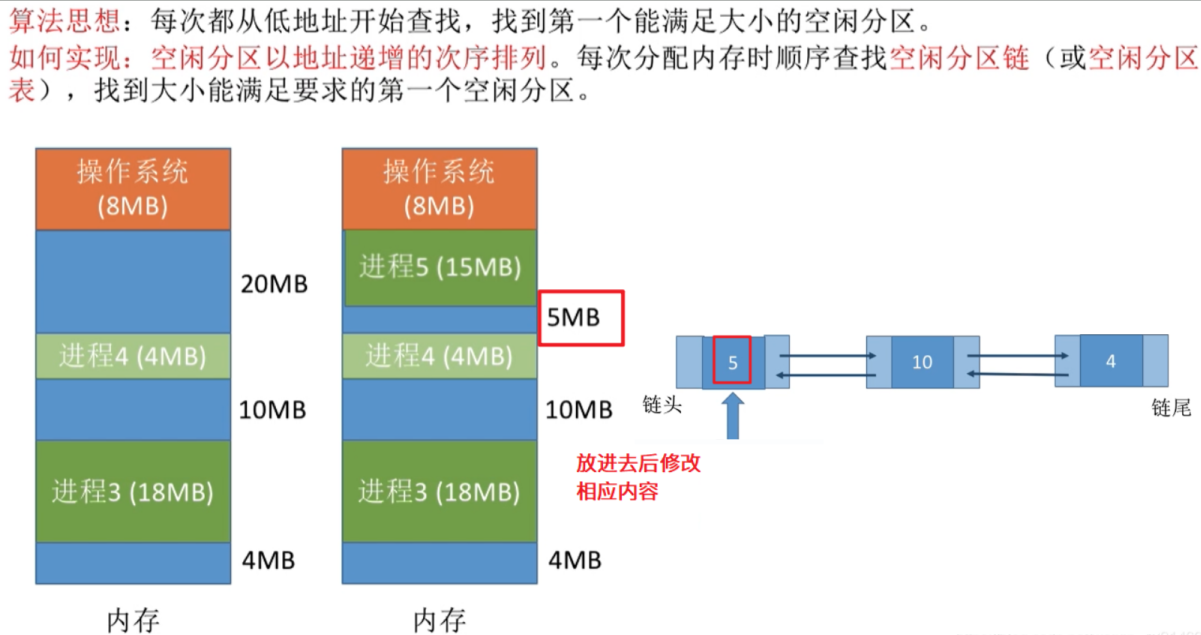 算法思想：每次都从低地址开始查找，找到第一个能满足大小的空闲分区。
如何实现：空闲分区以地址递增的次序排列。每次分配内存时顺序查找空闲分区链（或空闲分区
表），找到大小能满足要求的第一个空闲分区。
操作系统
(8MB)
20MB
进程4 (4MB)
10MB
进程3 (18MB)
4MB
内存
操作系统
(8MB)
进程5 (15MB)
5MB
进程4 (4MB)
10MB
进程3 (18MB)
4MB
内存
5
10
4
链头
链尾
放进去后修改
相应内容